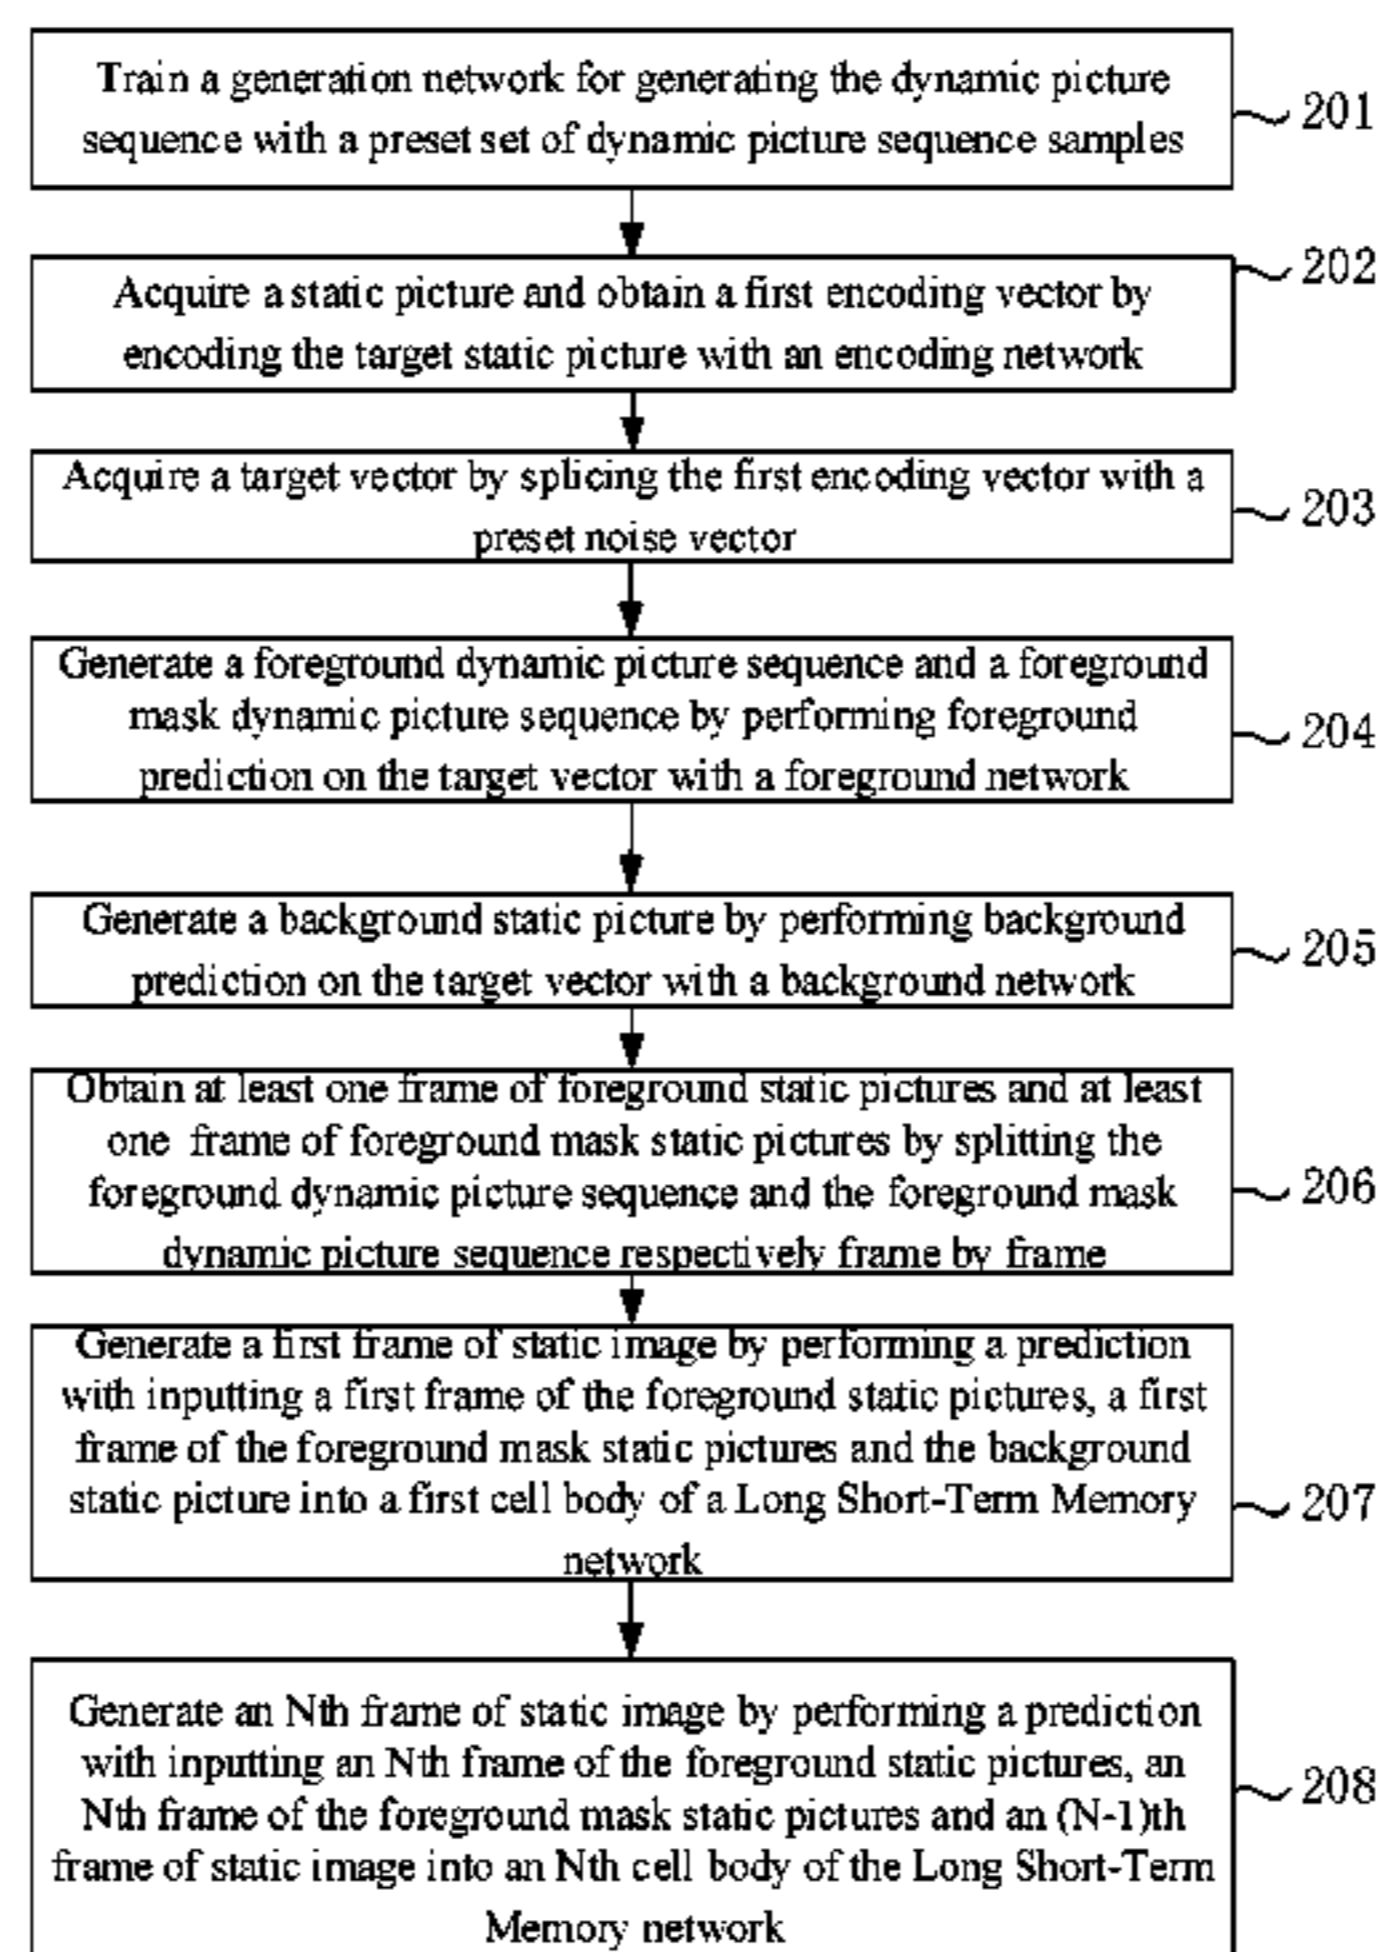 Train a generation network for generating the dynamic picture
sequence with a preset set of dynamic picture sequence samples
201
Acquire a static picture and obtain a first encoding vector by
encoding the target static picture with an encoding network
202
Acquire a target vector by splicing the first encoding vector with a
preset noise vector
203
Generate a foreground dynamic picture sequence and a foreground
mask dynamic picture sequence by performing foreground
prediction on the target vector with a foreground network
204
Generate a background static picture by performing background
prediction on the target vector with a background network
205
Obtain at least one frame of foreground static pictures and at least
one frame of foreground mask static pictures by splitting the
foreground dynamic picture sequence and the foreground mask
dynamic picture sequence respectively frame by frame
206
Generate a first frame of static image by performing a prediction
with inputting a first frame of the foreground static pictures, a first
frame of the foreground mask static pictures and the background
static picture into a first cell body of a Long Short-Term Memory
network
207
Generate an Nth frame of static image by performing a prediction
with inputting an Nth frame of the foreground static pictures, an
Nth frame of the foreground mask static pictures and an (N-1)th
frame of static image into an Nth cell body of the Long Short-Term
Memory network
208